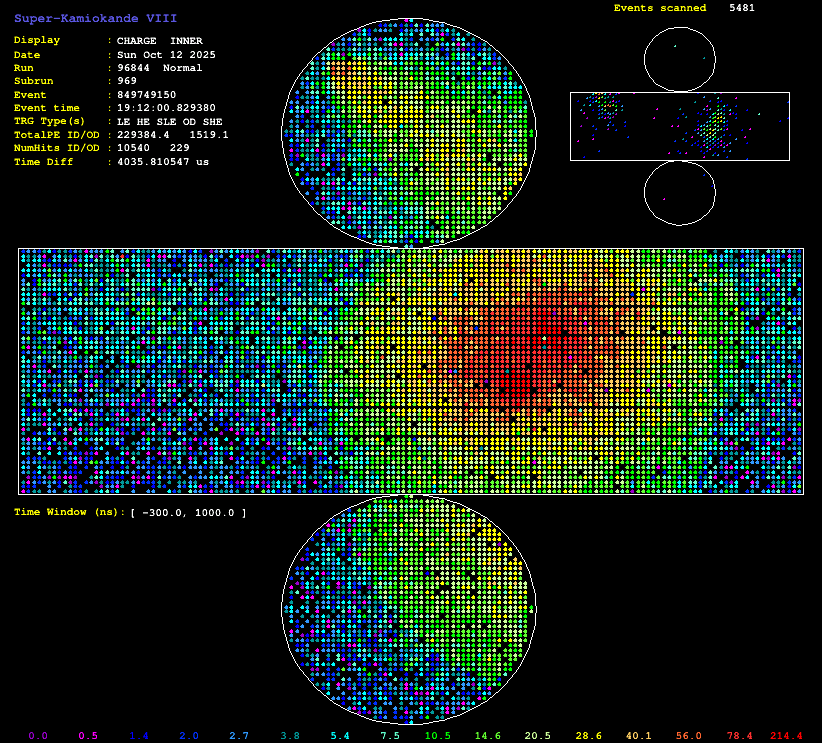 Super-Kamiokande VIII
Events scanned 5481
Display : CHARGE INNER
Date : Sun Oct 12 2025
Run : 96844 Normal
Subrun : 969
Event : 849749150
Event time : 19:12:00.829380
TRG Type(s) : LE HE SLE OD SHE
TotalPE ID/OD : 229384.4 1519.1
NumHits ID/OD : 10540 229
Time Diff : 4035.810547 us
Time Window (ns): [ -300.0, 1000.0 ]
0.0 0.5 1.4 2.0 2.7 3.8 5.4 7.5 10.5 14.6 20.5 28.6 40.1 56.0 78.4 214.4